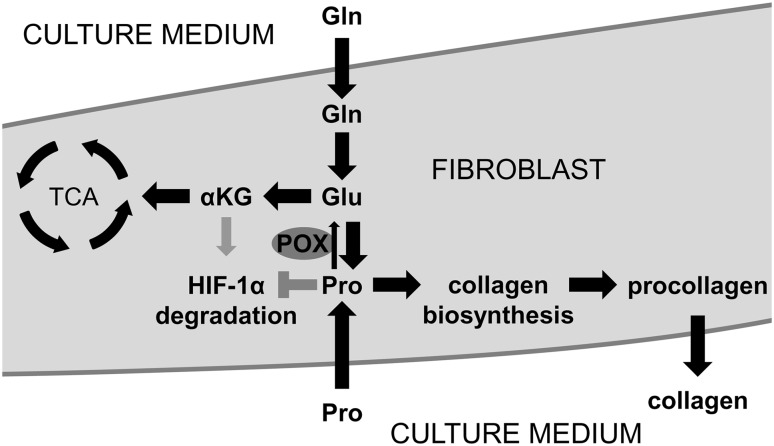 Gln
CULTURE MEDIUM
Gln
FIBROBLAST
TCA
αKG
Glu
POX
HIF-1α
degradation
Pro
collagen
biosynthesis
procollagen
Pro
collagen
CULTURE MEDIUM